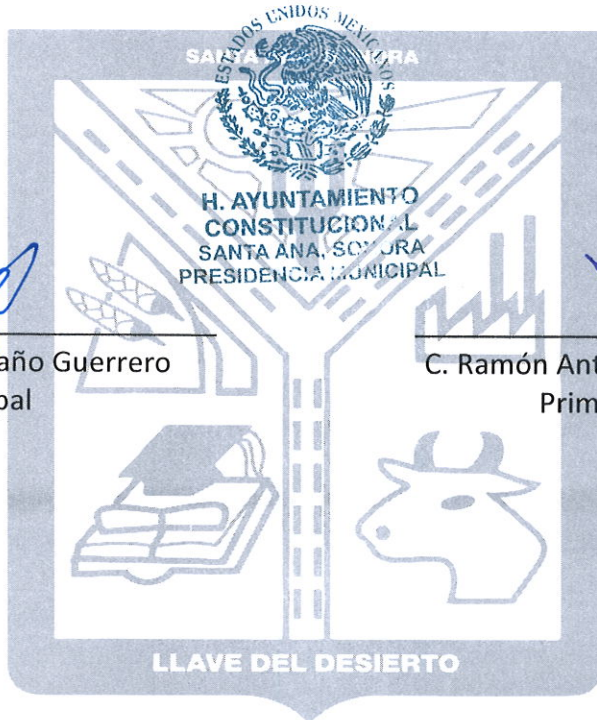 ESTADOS UNIDOS MEXICANOS
SANTA
H. AYUNTAMIENTO
CONSTITUCIONAL
SANTA ANA, SONORA
PRESIDENCIA MUNICIPAL
año Guerrero
C. Ramón Ant
pal
Prim
LLAVE DEL DESIERTO